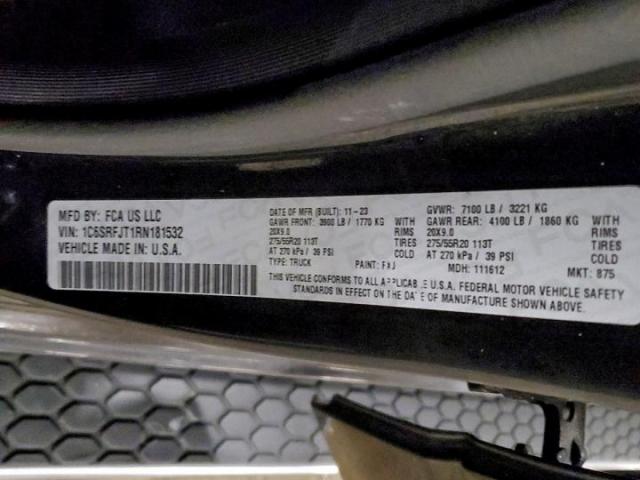 MFD BY: FCA US LLC
VIN: 1C6SRFJT1RN181532
VEHICLE MADE IN U.S.A.
DATE OF MFR (BUILT): 11-23
GAWR FRONT: 3900 LB / 1770 KG WITH
20X9.0 RIMS
275/55R20 113T TIRES
AT 270 kPa / 39 PSI COLD
TYPE: TRUCK PAINT:
GVWR: 7100 LB / 3221 KG
GAWR REAR: 4100 LB / 1860 KG WITH
20X9.0 RIMS
275/55R20 113T TIRES
AT 270 kPa / 39 PSI COLD
MDH: 111612 MKT: 875
THIS VEHICLE CONFORMS TO ALL APPLICABLE U.S.A. FEDERAL MOTOR VEHICLE SAFETY
STANDARDS IN EFFECT ON THE DATE OF MANUFACTURE SHOWN ABOVE.